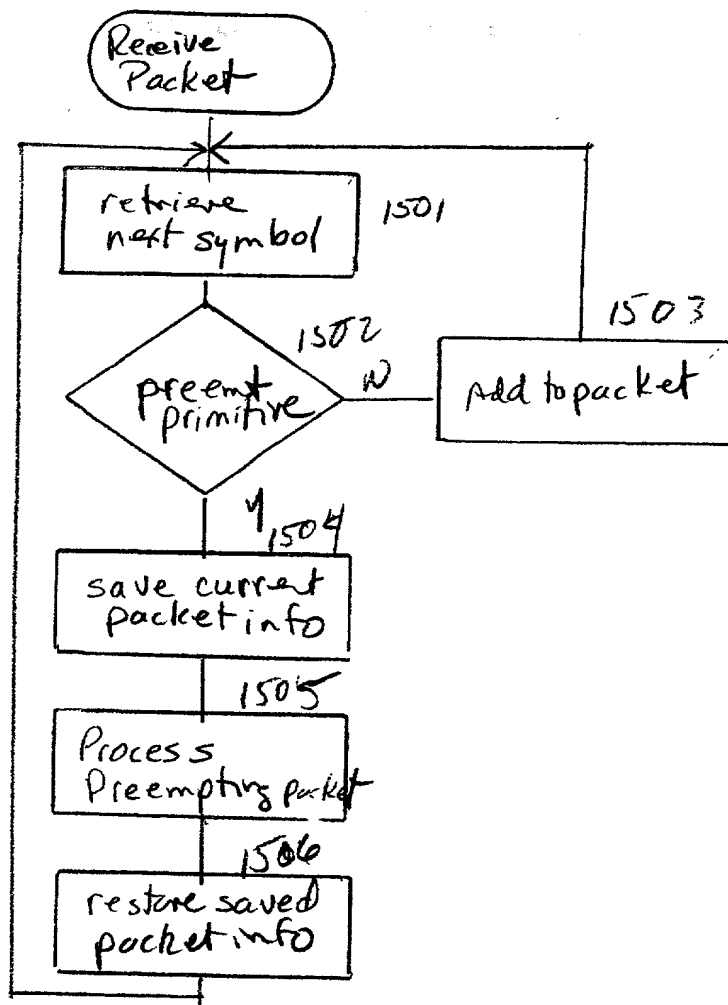 Receive
Packet
retrieve
next symbol
1501
1502
preemt
primitive
N
1503
Add to packet
Y
1504
save current
packet info
1505
Process
Preempting packet
1506
restore saved
packet info